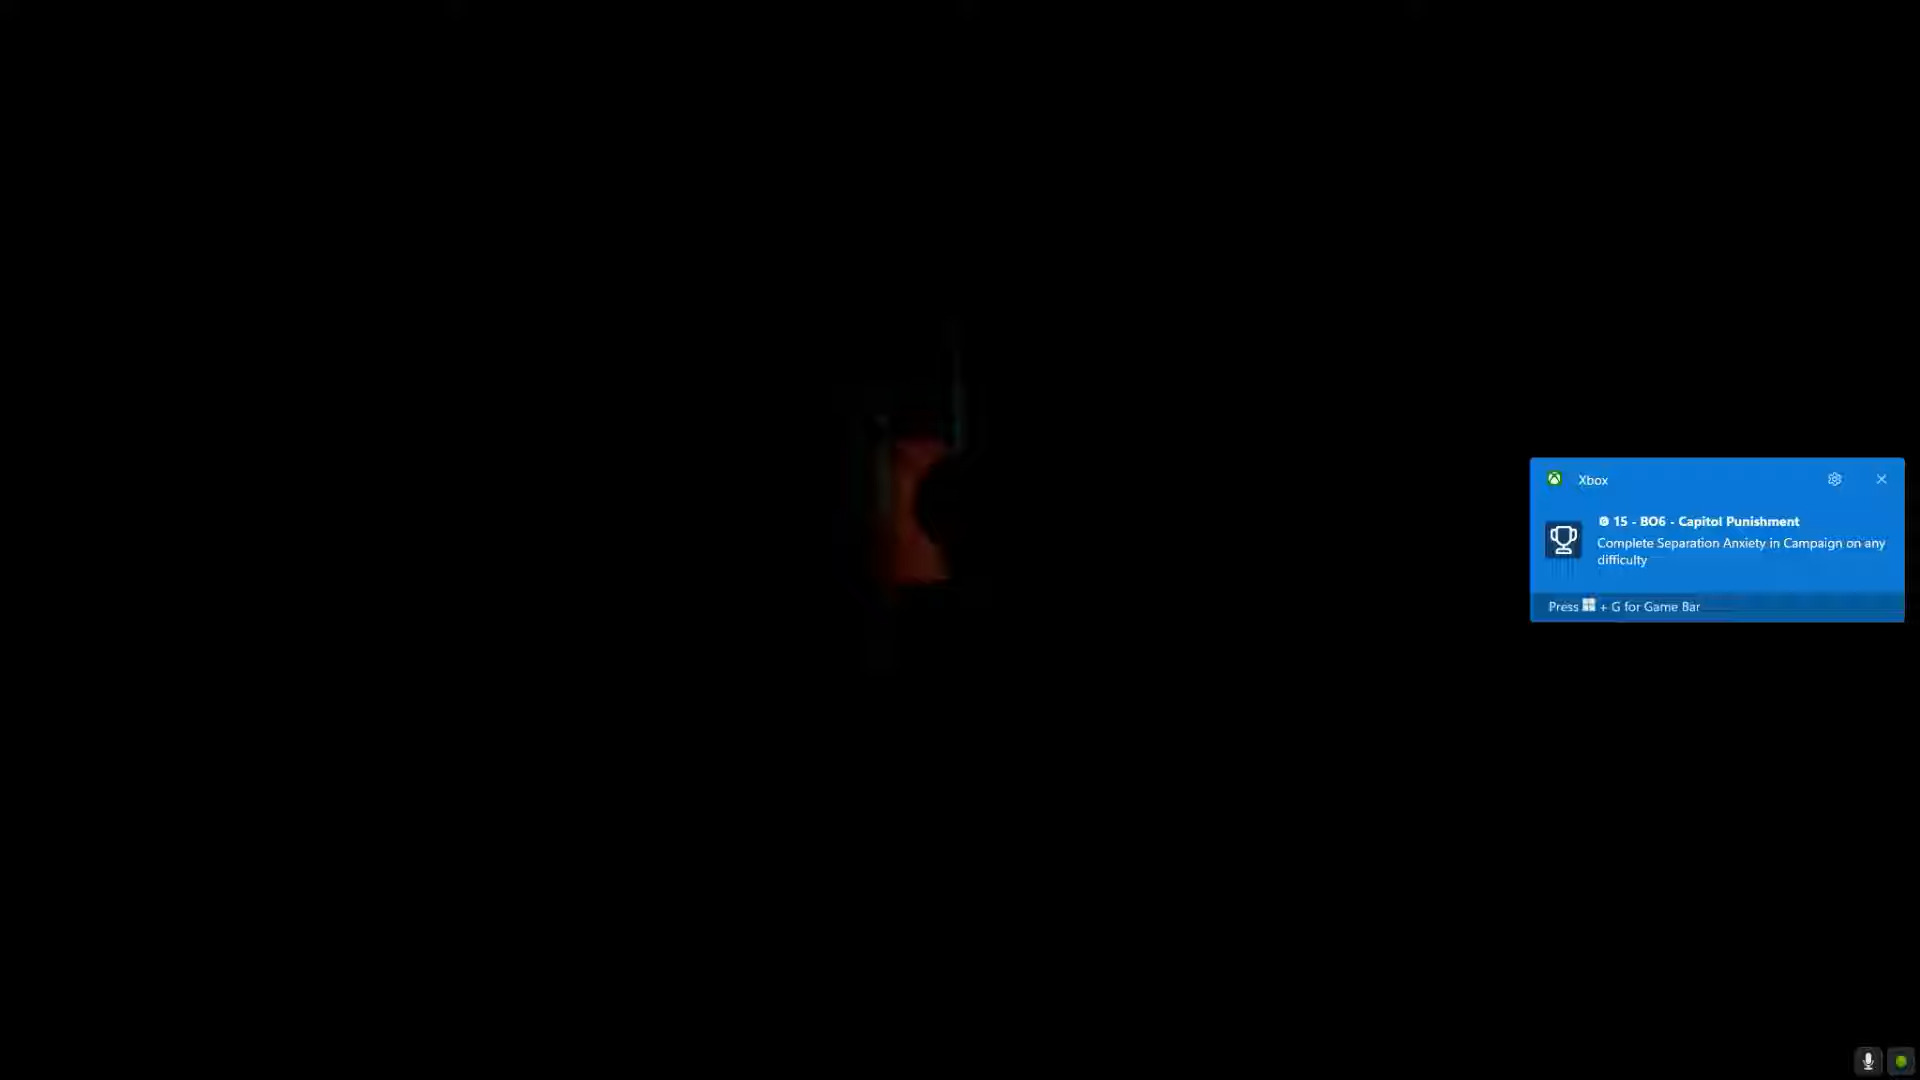 Xbox
15 - BO6 - Capitol Punishment
Complete Separation Anxiety in Campaign on any
difficulty
Press + G for Game Bar